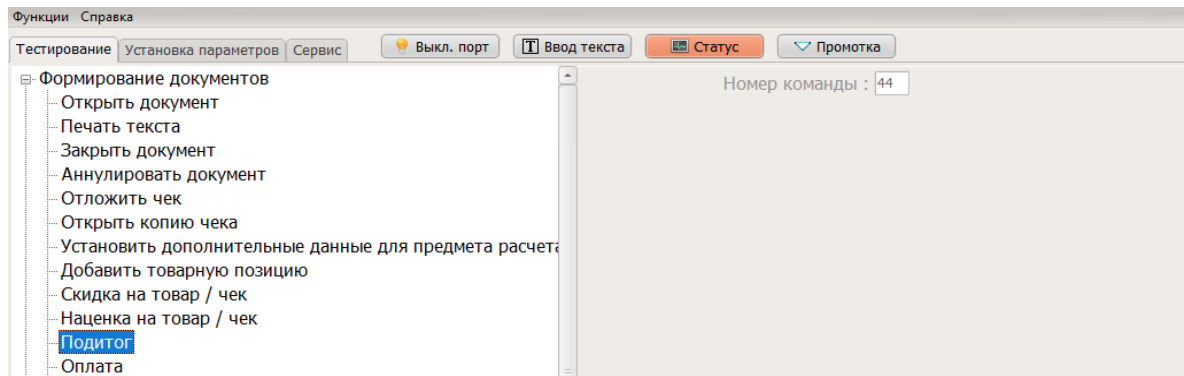 Функции Справка
Тестирование Установка параметров Сервис Выкл. порт T Ввод текста Статус Промотка
Формирование документов
Номер команды : 44
Открыть документ
Печать текста
Закрыть документ
Аннулировать документ
Отложить чек
Открыть копию чека
Установить дополнительные данные для предмета расчета
Добавить товарную позицию
Скидка на товар / чек
Наценка на товар / чек
Подитог
Оплата